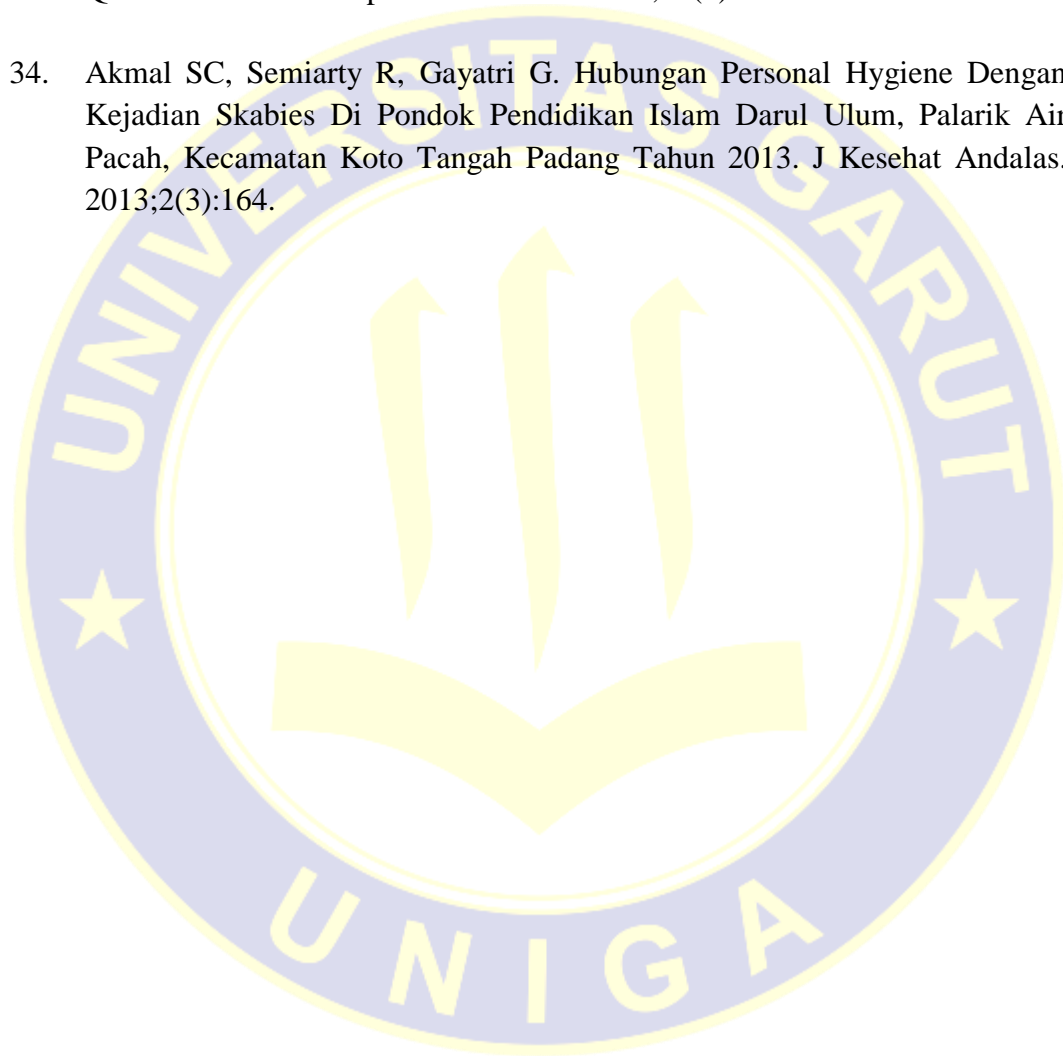 34. Akmal SC, Semiarty R, Gayatri G. Hubungan Personal Hygiene Dengan
Kejadian Skabies Di Pondok Pendidikan Islam Darul Ulum, Palarik Air
Pacah, Kecamatan Koto Tangah Padang Tahun 2013. J Kesehat Andalas.
2013;2(3):164.
UNIVERSITAS GARUT
UNIGA